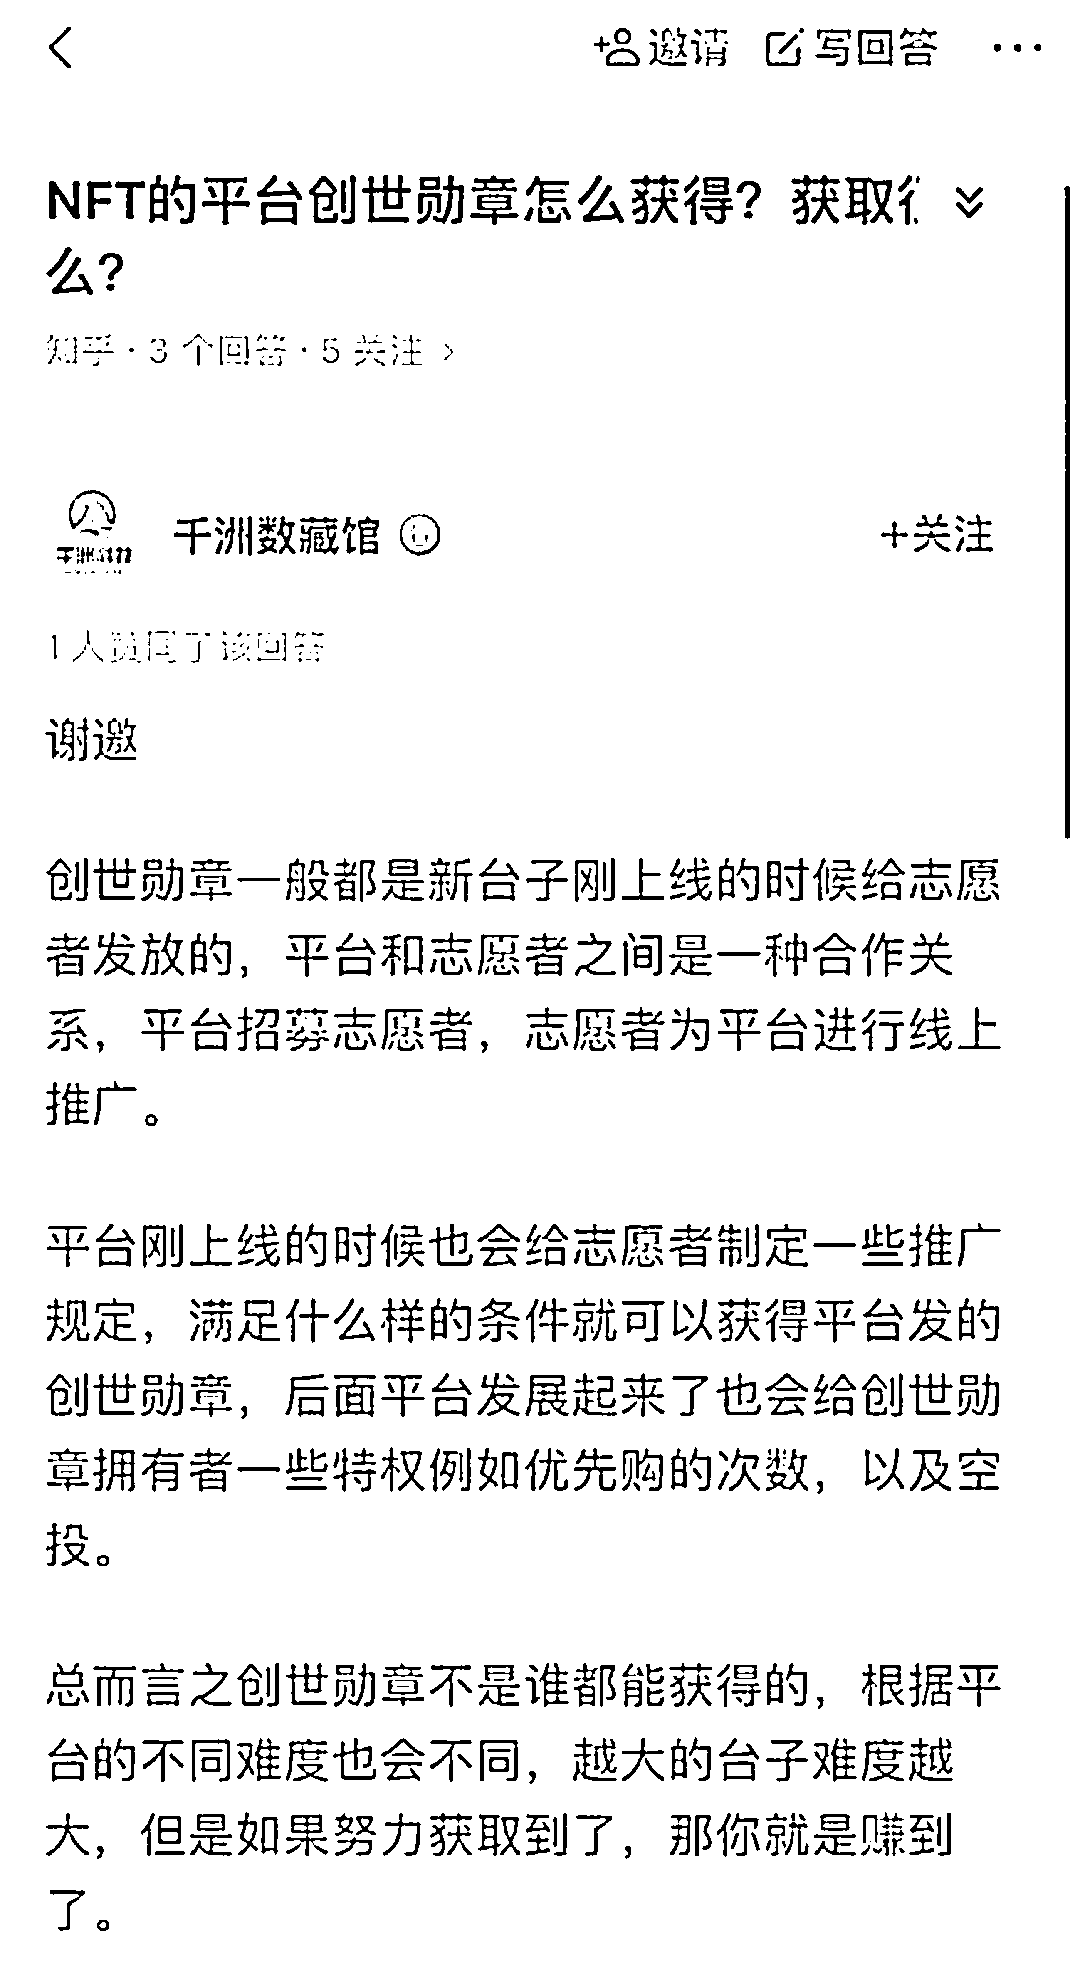 邀请 写回答
NFT的平台创世勋章怎么获得？获取
么？
知乎 · 3 个回答 · 5 关注 >
千洲数藏馆 +关注
1 人赞同了该回答
谢邀
创世勋章一般都是新台子刚上线的时候给志愿
者发放的，平台和志愿者之间是一种合作关
系，平台招募志愿者，志愿者为平台进行线上
推广。
平台刚上线的时候也会给志愿者制定一些推广
规定，满足什么样的条件就可以获得平台发的
创世勋章，后面平台发展起来了也会给创世勋
章拥有者一些特权例如优先购的次数，以及空
投。
总而言之创世勋章不是谁都能获得的，根据平
台的不同难度也会不同，越大的台子难度越
大，但是如果努力获取到了，那你就是赚到
了。